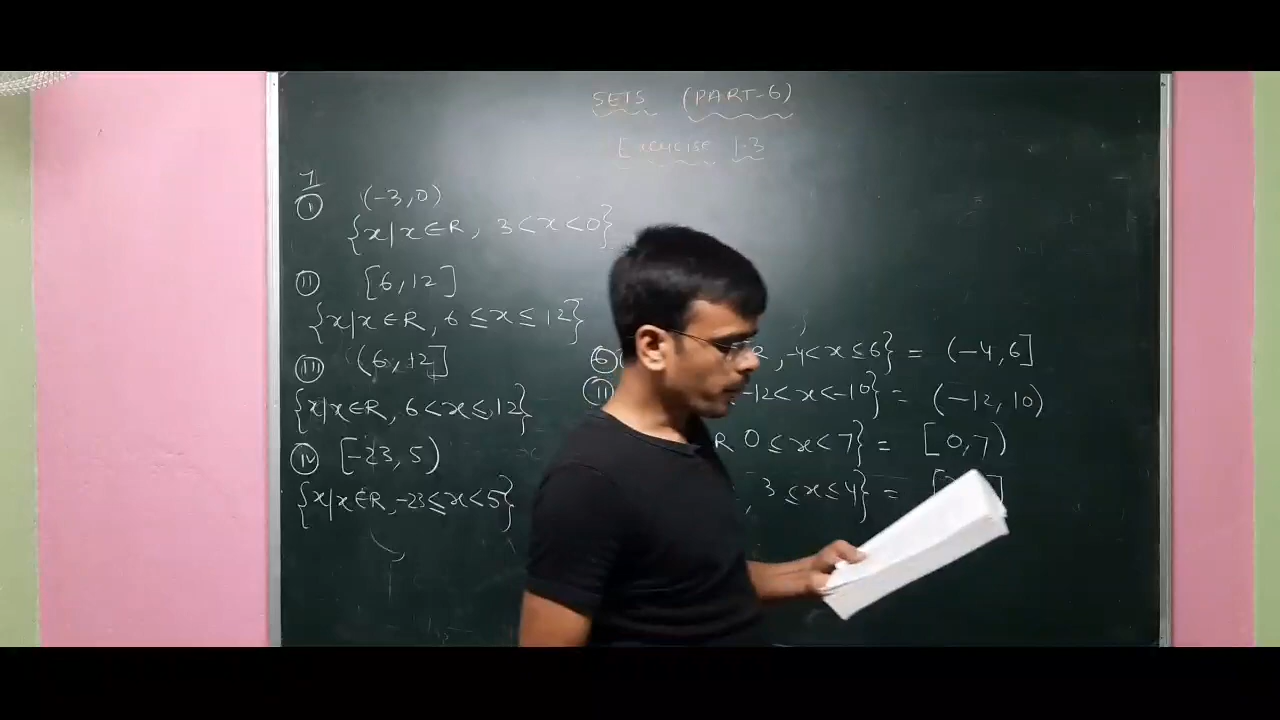 SETS (PART-6)
Exercise 1.3
7
(i) (-3,0)
{x|x∈R, 3<x<0}
(ii) [6,12]
{x|x∈R, 6≤x≤12}
(iii) (6,12]
{x|x∈R, 6<x≤12}
(iv) [-23,5)
{x|x∈R, -23≤x<5}
R, -4<x≤6} = (-4,6]
-12<x<-10} = (-12,10)
R 0≤x<7} = [0,7)
, 3≤x≤4} = [